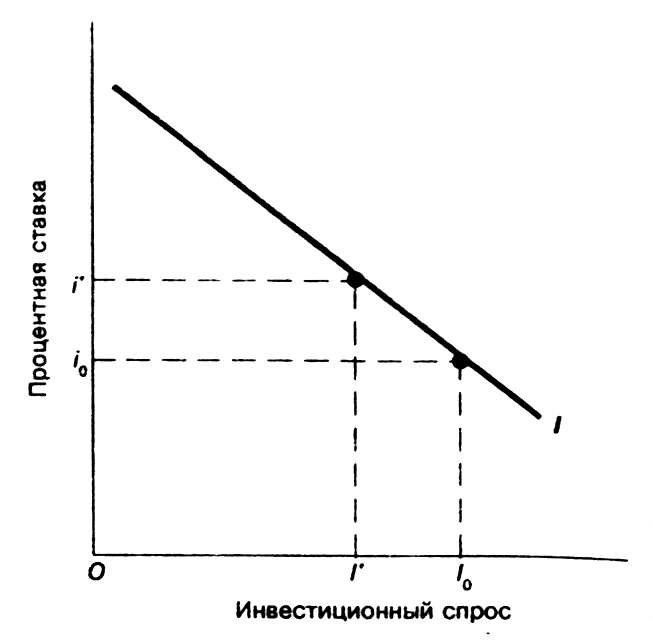 Процентная ставка
i'
i₀
I
O
I'
I₀
Инвестиционный спрос